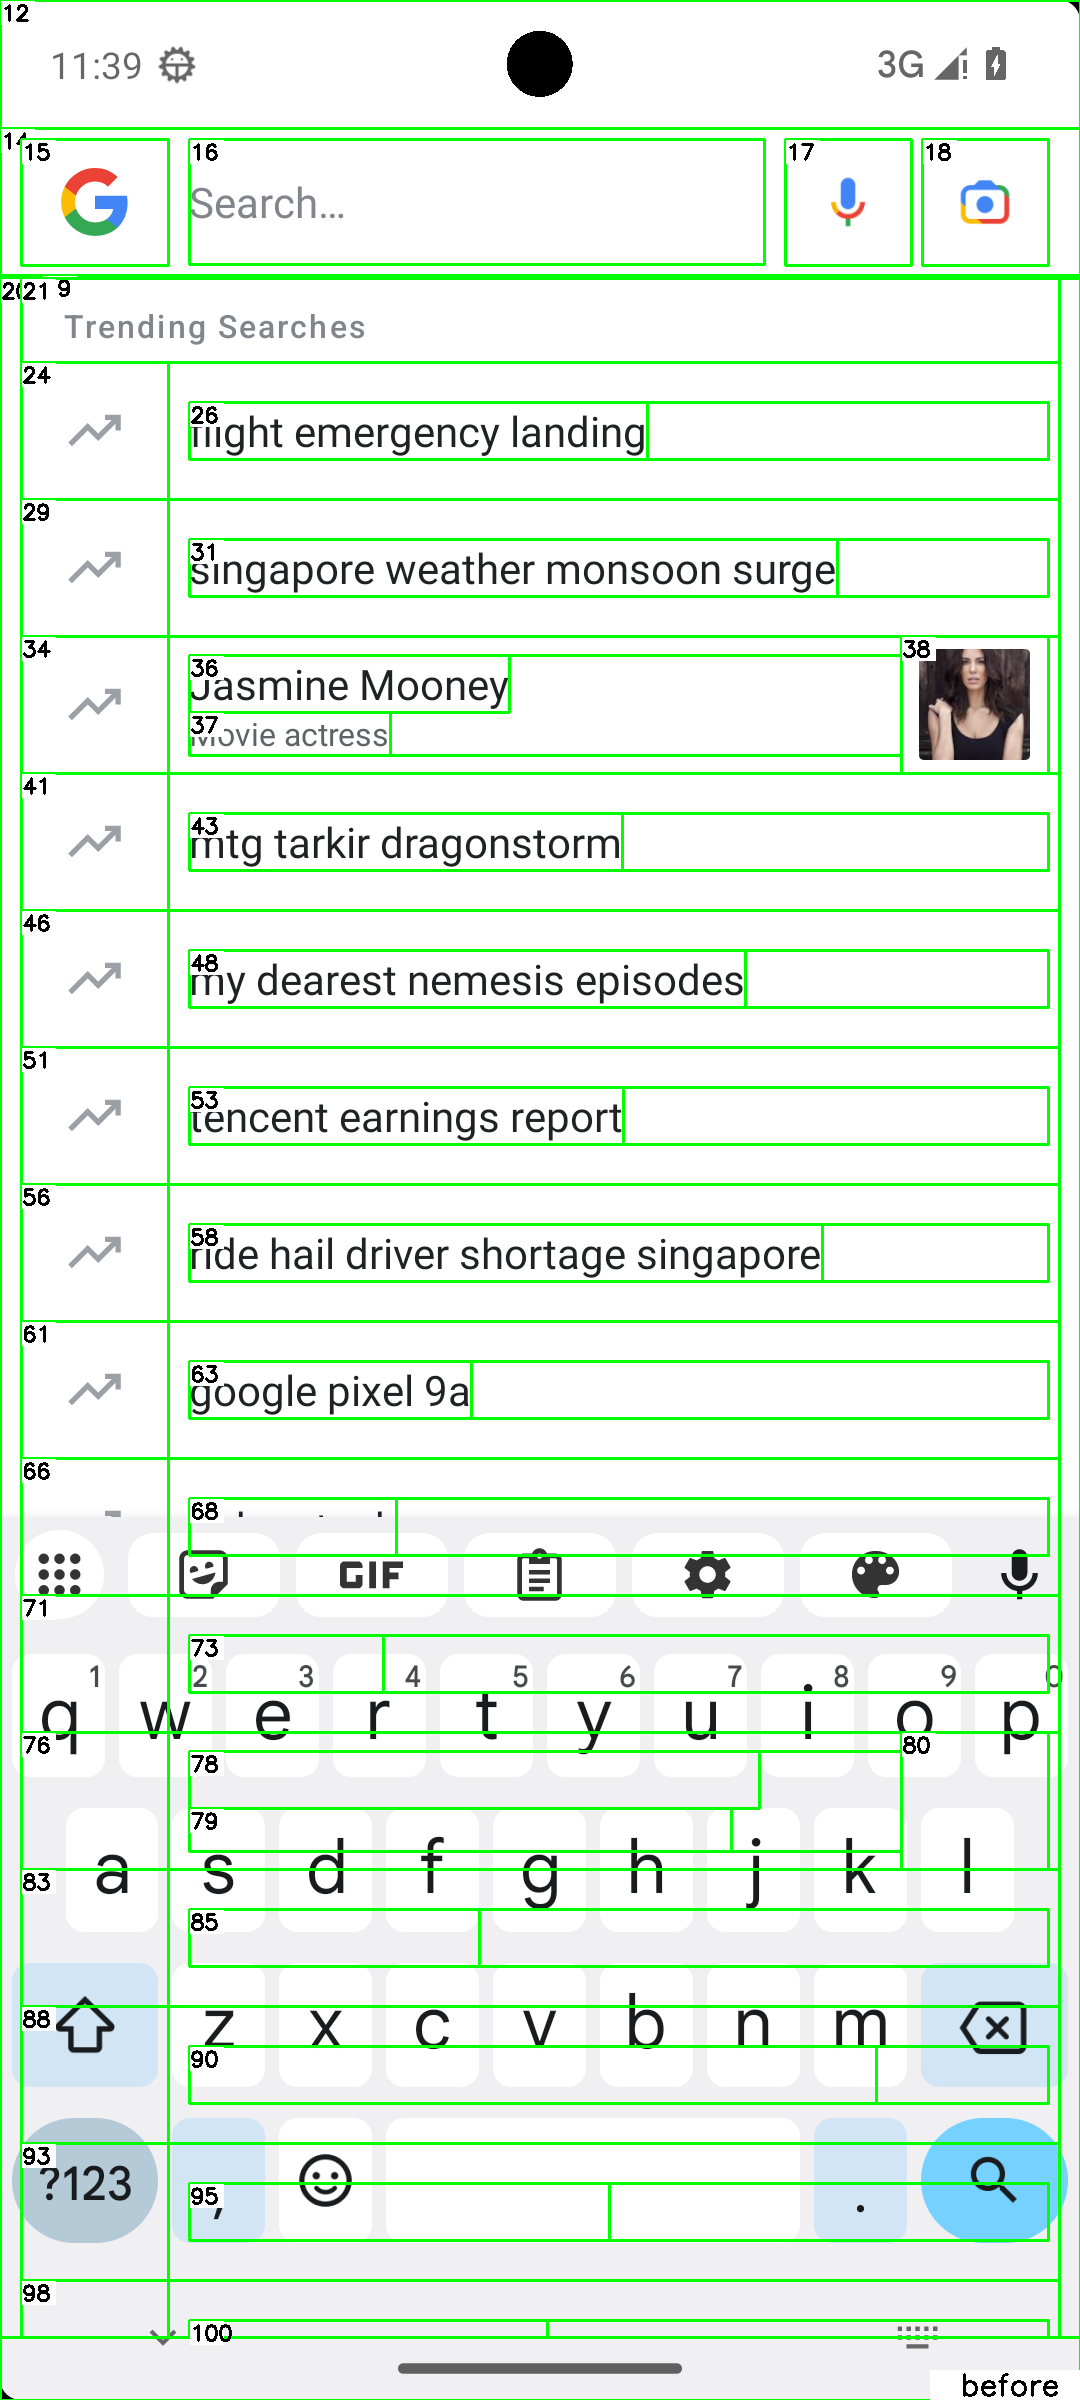 12
11:39
3G
14
15
16
17
18
Search...
20
21
9
Trending Searches
24
26
flight emergency landing
29
31
singapore weather monsoon surge
34
36
38
Jasmine Mooney
37
Movie actress
41
43
mtg tarkir dragonstorm
46
48
my dearest nemesis episodes
51
53
tencent earnings report
56
58
ride hail driver shortage singapore
61
63
google pixel 9a
66
68
GIF
71
73
1 2 3 4 5 6 7 8 9 0
q w e r t y u i o p
76
78
80
79
a s d f g h j k l
83
85
88
z x c v b n m
90
93
?123 , .
95
98
100
before